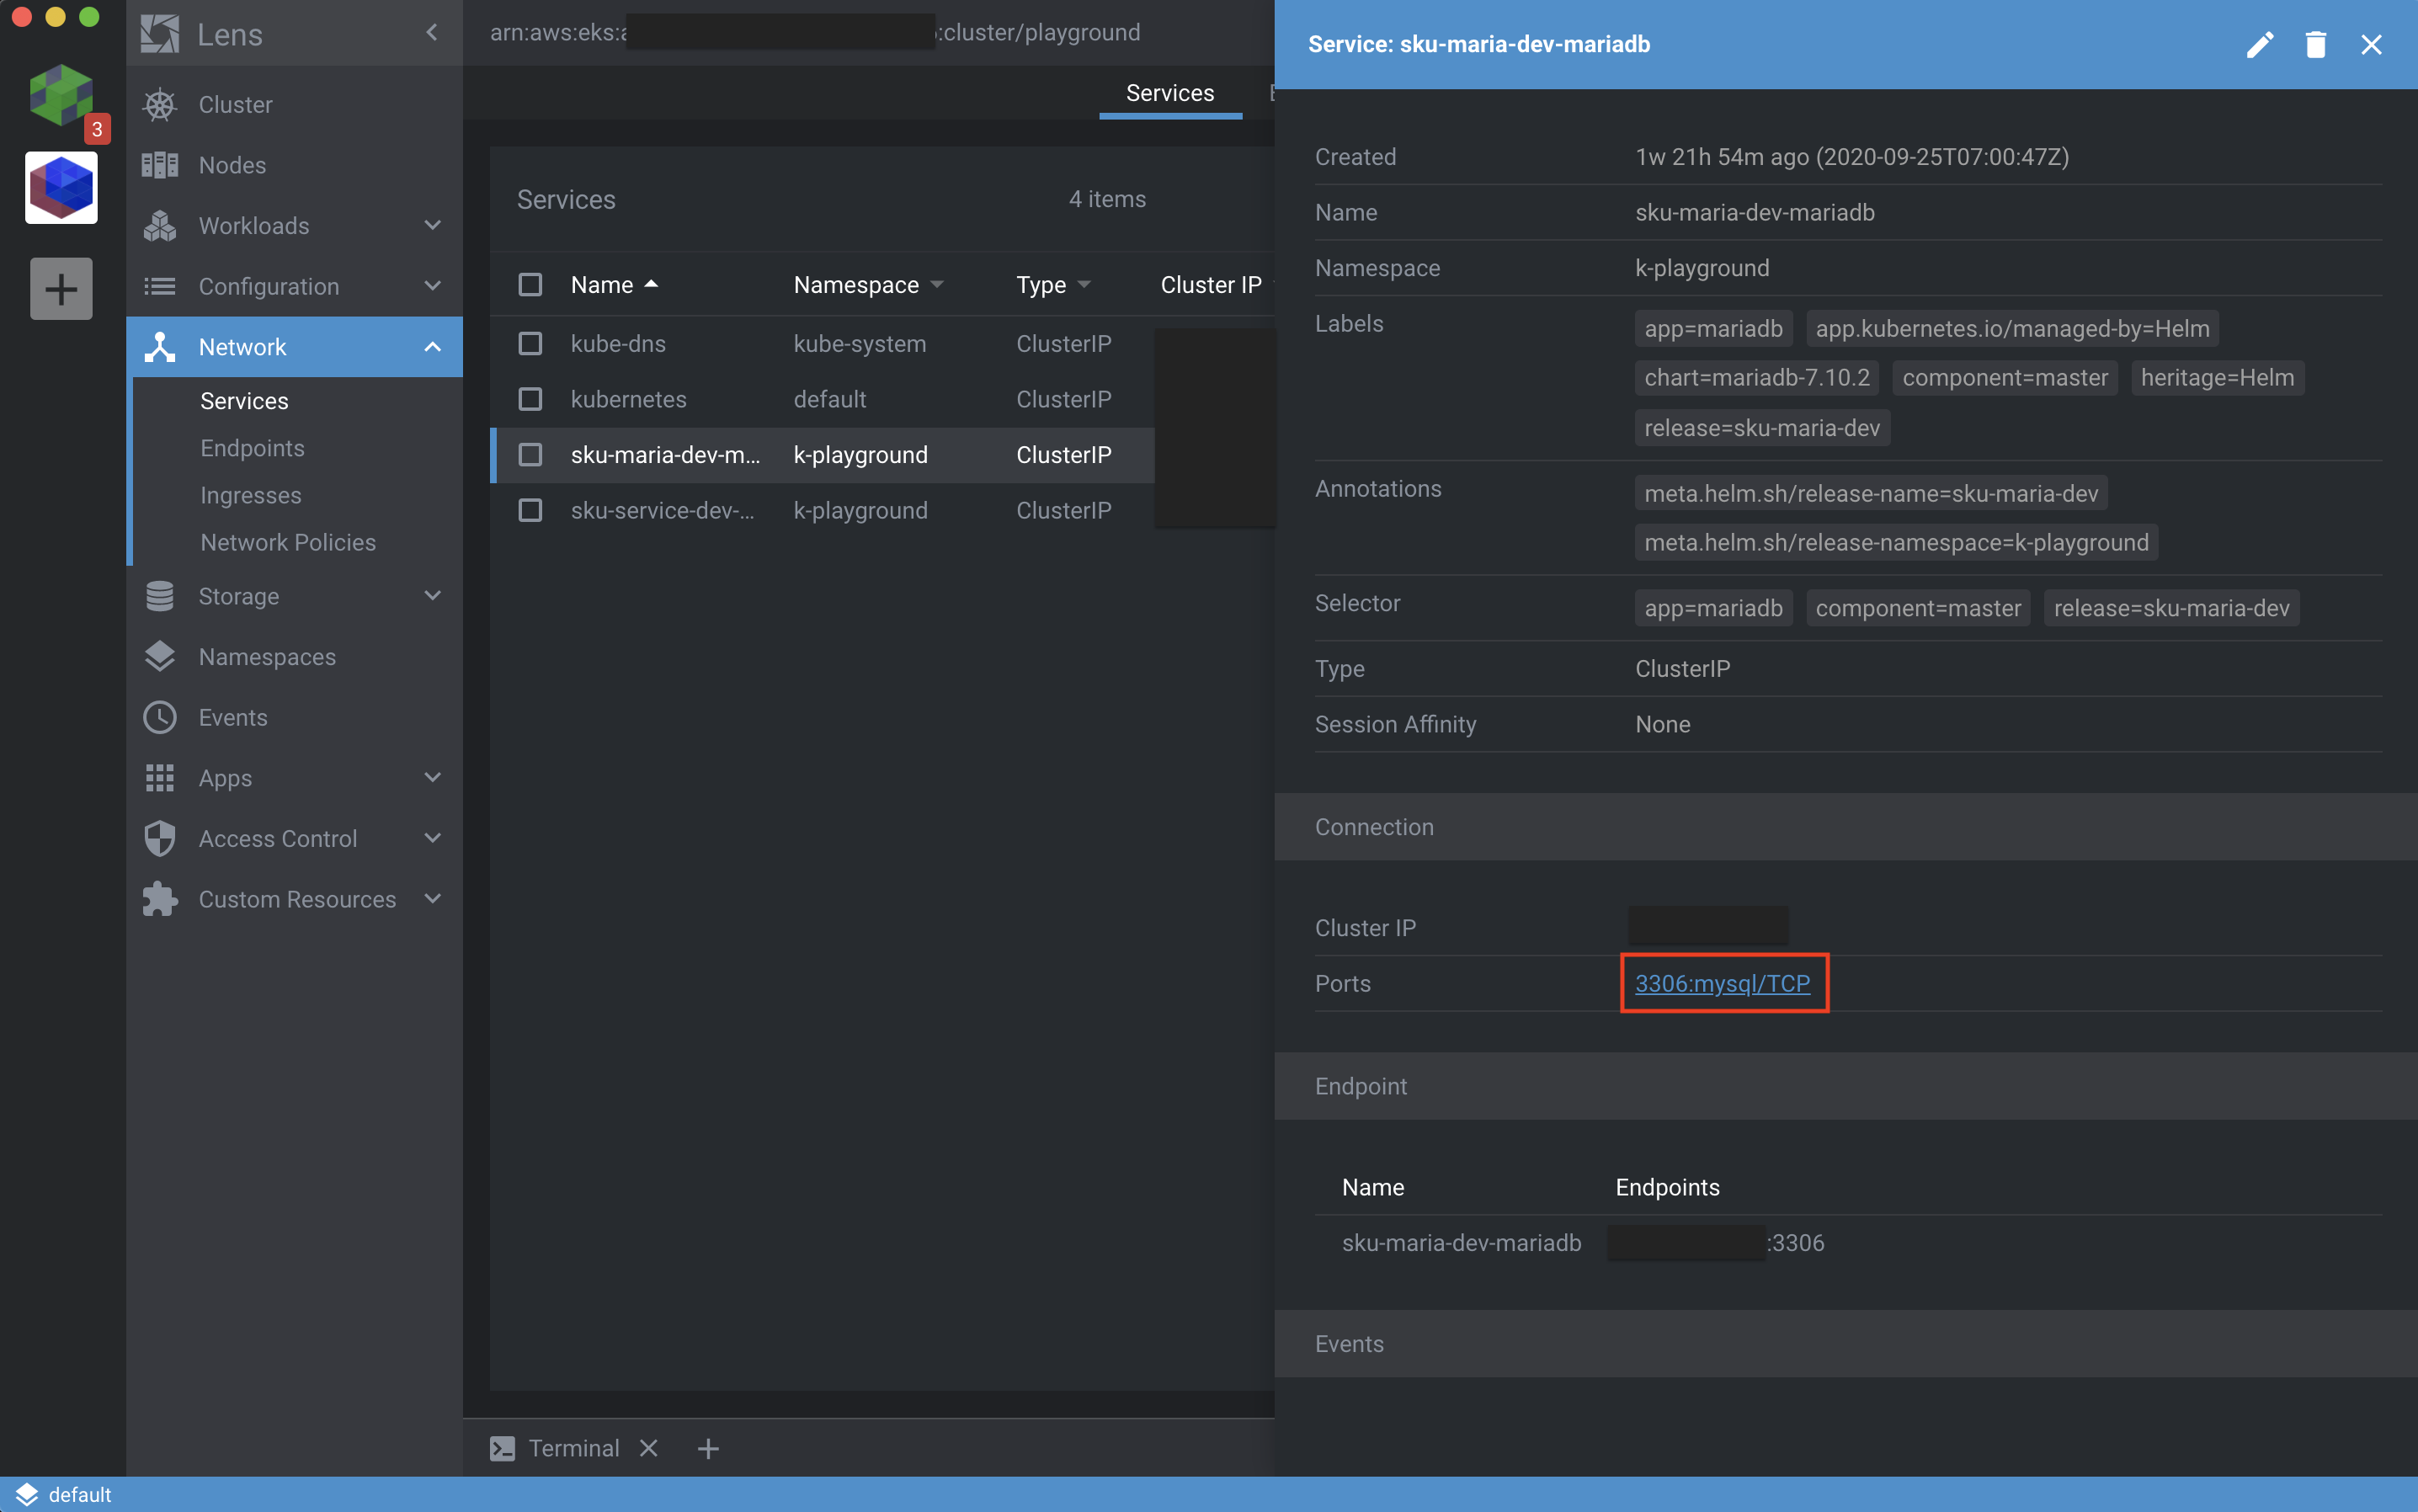 Lens
3
Cluster
Nodes
Workloads
Configuration
Network
Services
Endpoints
Ingresses
Network Policies
Storage
Namespaces
Events
Apps
Access Control
Custom Resources
arn:aws:eks:
:cluster/playground
Services
Services
4 items
Name Namespace Type Cluster IP
kube-dns kube-system ClusterIP
kubernetes default ClusterIP
sku-maria-dev-m... k-playground ClusterIP
sku-service-dev-... k-playground ClusterIP
Terminal
default
Service: sku-maria-dev-mariadb
Created 1w 21h 54m ago (2020-09-25T07:00:47Z)
Name sku-maria-dev-mariadb
Namespace k-playground
Labels app=mariadb app.kubernetes.io/managed-by=Helm
chart=mariadb-7.10.2 component=master heritage=Helm
release=sku-maria-dev
Annotations meta.helm.sh/release-name=sku-maria-dev
meta.helm.sh/release-namespace=k-playground
Selector app=mariadb component=master release=sku-maria-dev
Type ClusterIP
Session Affinity None
Connection
Cluster IP
Ports 3306:mysql/TCP
Endpoint
Name Endpoints
sku-maria-dev-mariadb :3306
Events